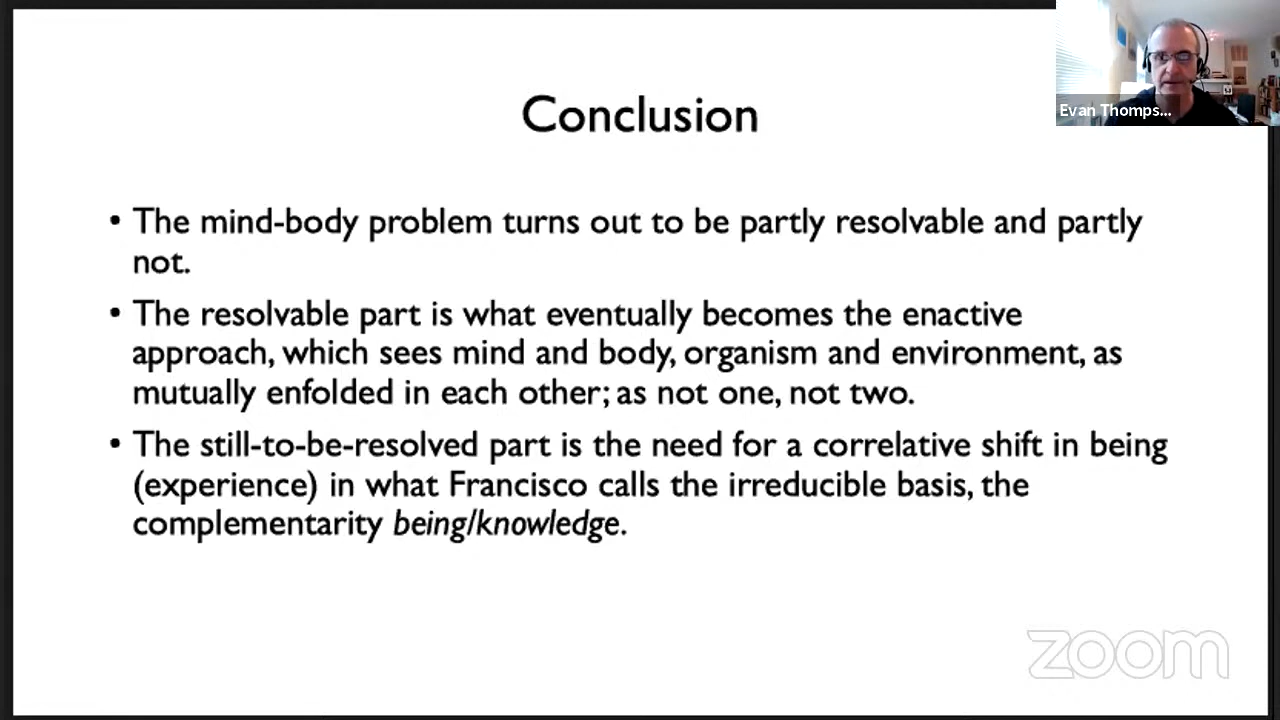 Evan Thomps...
Conclusion
• The mind-body problem turns out to be partly resolvable and partly
not.
• The resolvable part is what eventually becomes the enactive
approach, which sees mind and body, organism and environment, as
mutually enfolded in each other; as not one, not two.
• The still-to-be-resolved part is the need for a correlative shift in being
(experience) in what Francisco calls the irreducible basis, the
complementarity being/knowledge.
zoom